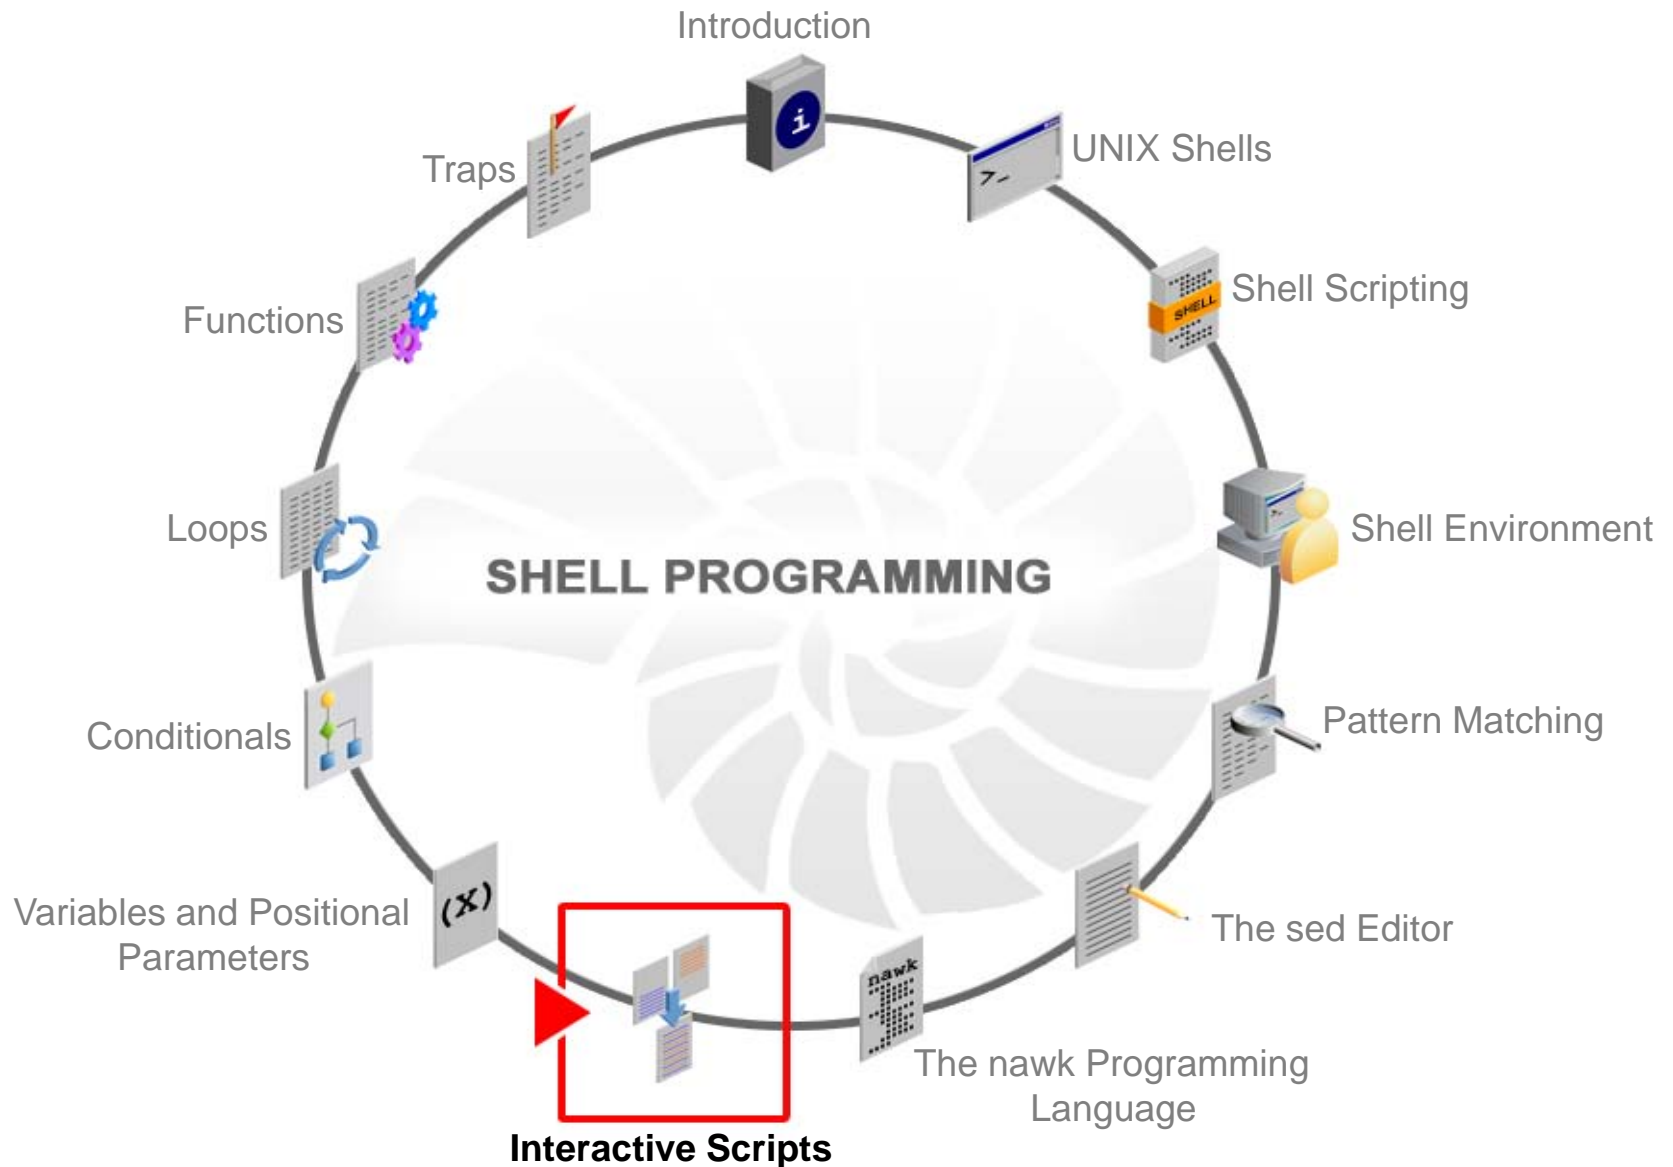 Introduction
i
UNIX Shells
>_
Traps
Shell Scripting
SHELL
Functions
Loops
Shell Environment
>_
SHELL PROGRAMMING
Conditionals
Pattern Matching
Variables and Positional
Parameters
(X)
The sed Editor
nawk
The nawk Programming
Language
Interactive Scripts